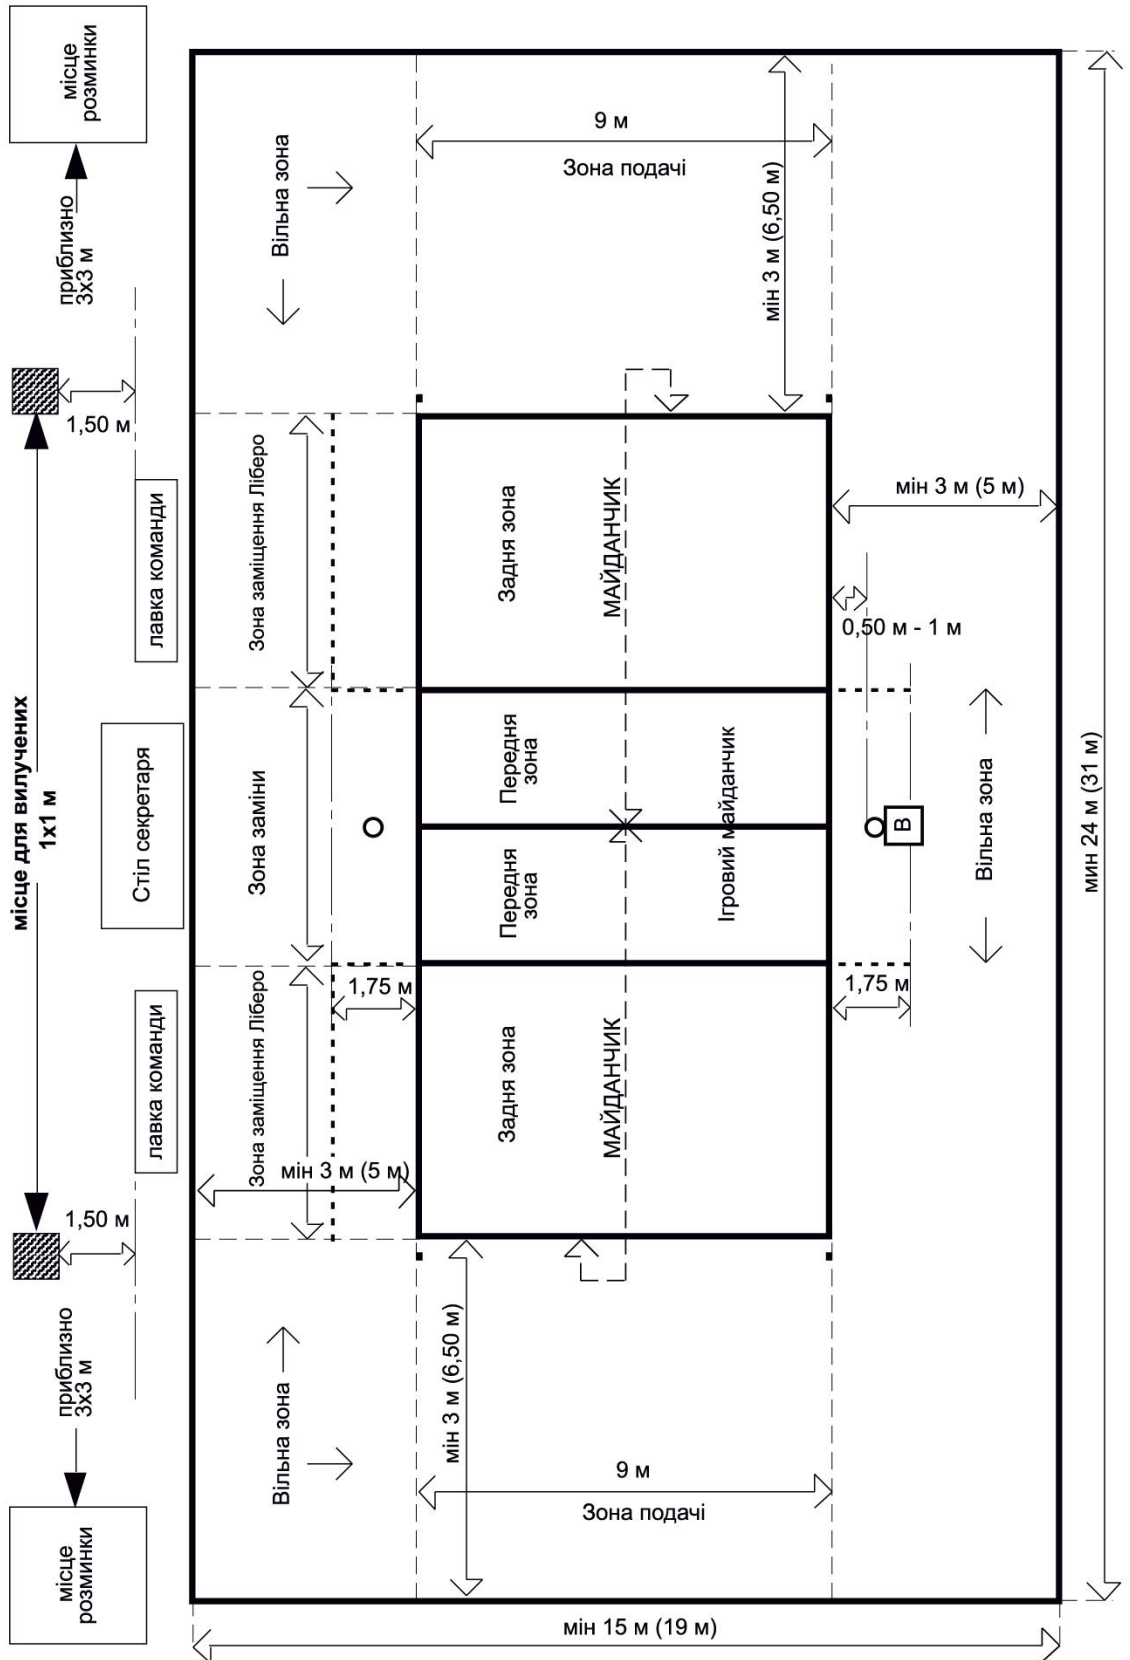 місце
розминки
приблизно
3x3 м
1,50 м
місце для вилучених
1x1 м
лавка команди
Стіл секретаря
лавка команди
1,50 м
приблизно
3x3 м
місце
розминки
Вільна зона
9 м
Зона подачі
мін 3 м (6,50 м)
Зона заміщення Ліберо
Задня зона
МАЙДАНЧИК
мін 3 м (5 м)
0,50 м - 1 м
Зона заміни
Передня
зона
Ігровий майданчик
В
Вільна зона
мин 24 м (31 м)
Передня
зона
1,75 м
1,75 м
Зона заміщення Ліберо
Задня зона
МАЙДАНЧИК
мін 3 м (5 м)
Вільна зона
мін 3 м (6,50 м)
9 м
Зона подачі
мін 15 м (19 м)